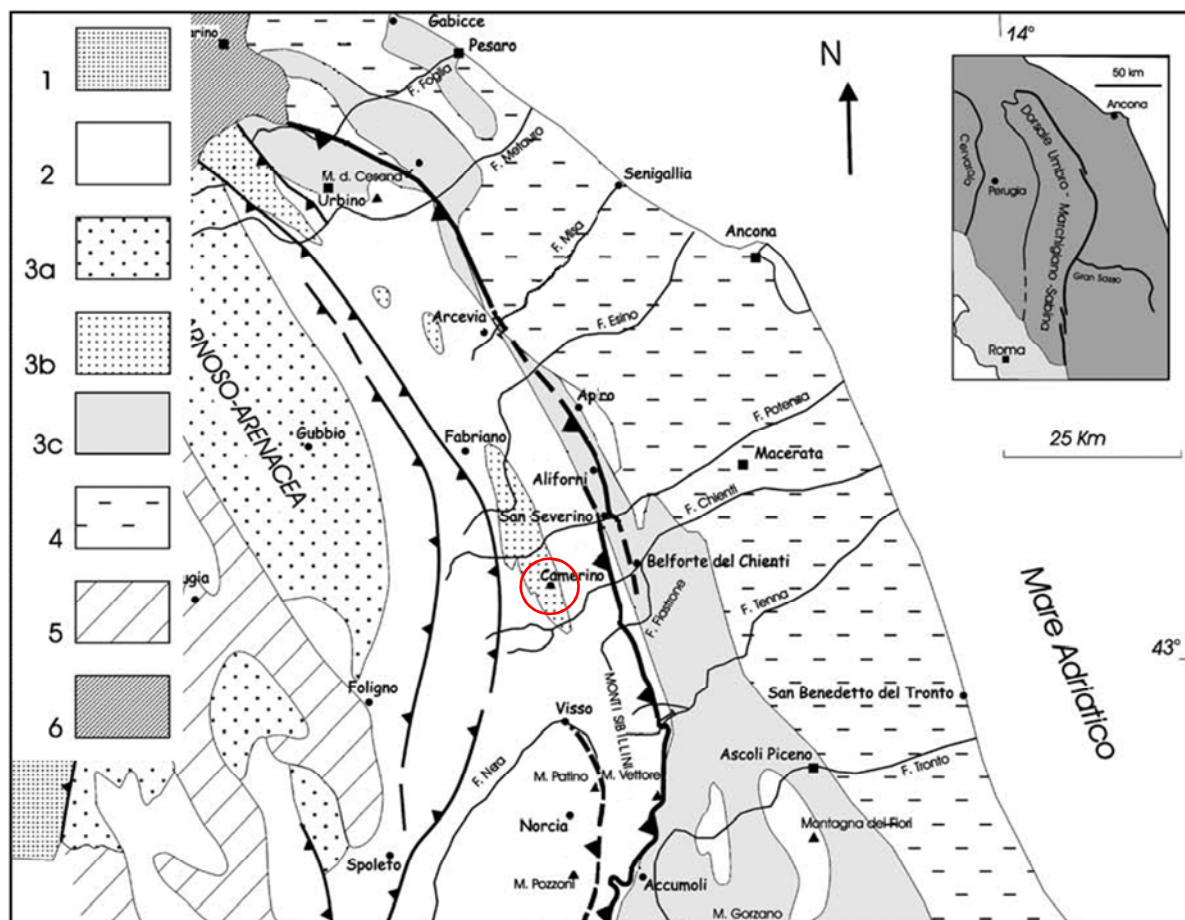 Gabicce
14°
arino
Pesaro
1
N
F. Foglia
50 km
Ancona
F. Metauro
Dorsale Umbro - Marchigiano - Sabina
Cervarola
2
M. d. Cesana
Urbino
Senigallia
Perugia
F. Misa
Ancona
3a
Gran Sasso
F. Esino
Arcevia
Roma
3b
ARNOSO-ARENACEA
Apiro
F. Potenza
25 Km
3c
Gubbio
Fabriano
Macerata
Aliforni
F. Chienti
4
San Severino
Belforte del Chienti
Camerino
ugia
F. Fiastrone
F. Tenna
Mare Adriatico
5
43°
Foligno
MONTI SIBILLINI
San Benedetto del Tronto
6
Visso
Ascoli Piceno
F. Nera
M. Patino
M. Vettore
F. Tronto
Norcia
Montagna dei Fiori
Spoleto
M. Pozzoni
Accumoli
M. Gorzano